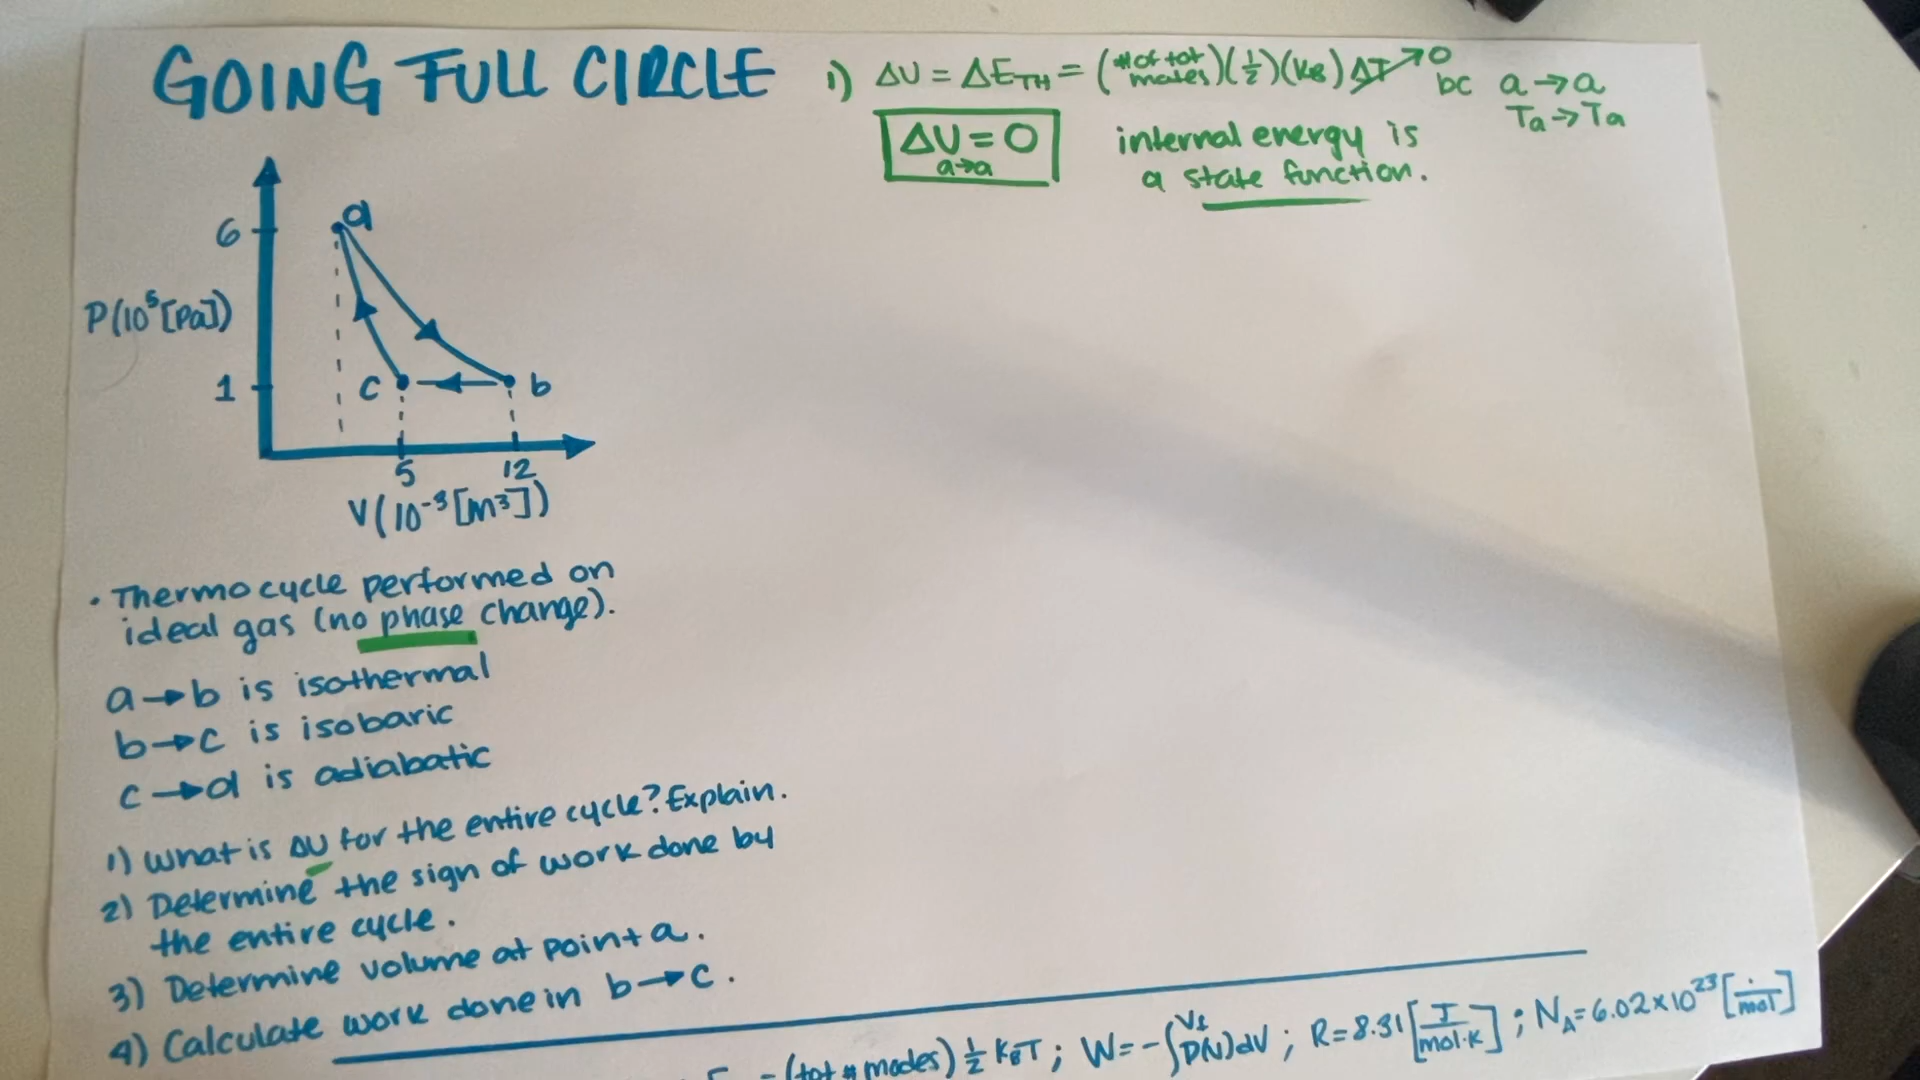 GOING FULL CIRCLE
1) ΔU = ΔE_TH = (# of tot modes)(1/2)(k_B) ΔT → 0
bc a → a
T_a → T_a
ΔU = 0
a→a
internal energy is
a state function.
a
6
P(10^5 [Pa])
1
c
b
5 12
V(10^-3 [m^3])
• Thermo cycle performed on
ideal gas (no phase change).
a → b is isothermal
b → c is isobaric
c → a is adiabatic
1) What is ΔU for the entire cycle? Explain.
2) Determine the sign of work done by
the entire cycle.
3) Determine volume at point a.
4) Calculate work done in b → c.
= (tot # modes) 1/2 k_B T ; W = -∫^{V_f} P(V)dV ; R = 8.31 [J/mol·K] ; N_A = 6.02 × 10^23 [/mol]